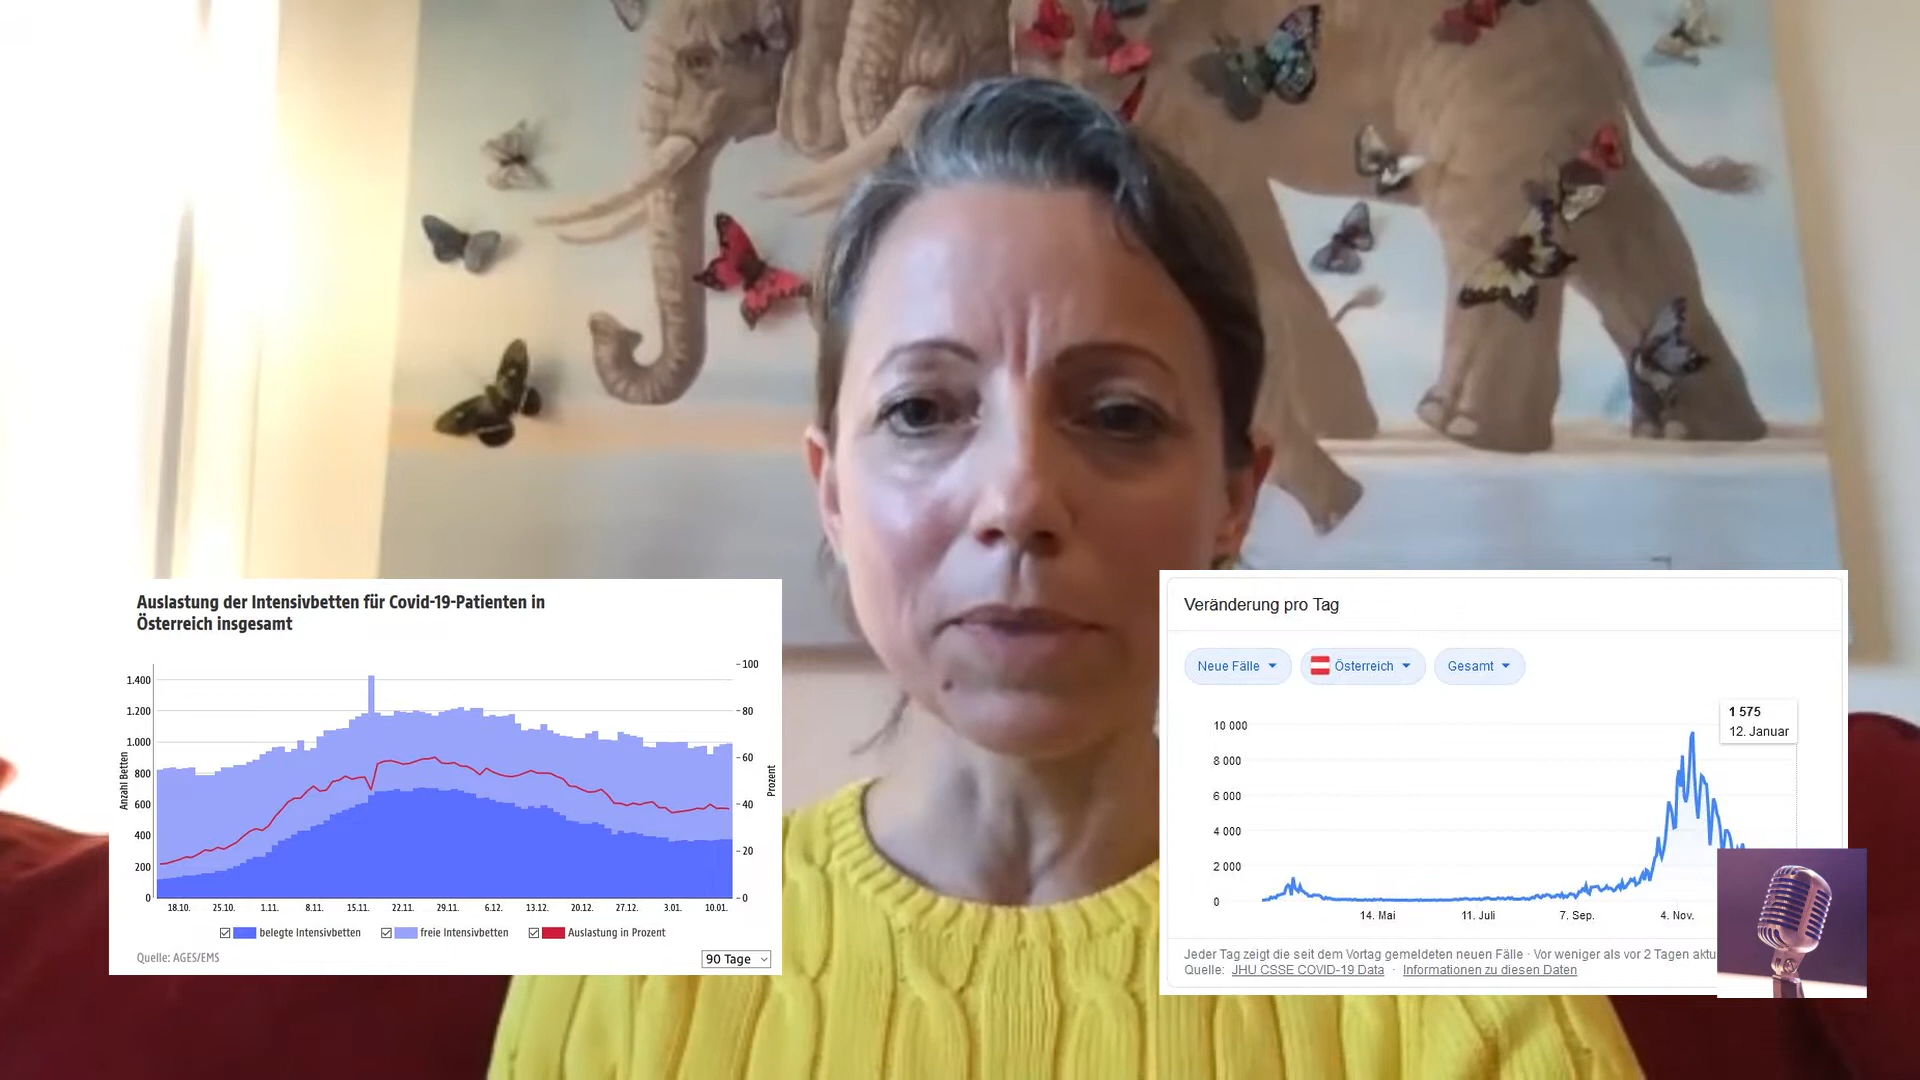 Auslastung der Intensivbetten für Covid-19-Patienten in
Österreich insgesamt
Anzahl Betten
1.400
1.200
1.000
800
600
400
200
0
100
80
60
40
20
0
Prozent
18.10. 25.10. 1.11. 8.11. 15.11. 22.11. 29.11. 6.12. 13.12. 20.12. 27.12. 3.01. 10.01.
belegte Intensivbetten freie Intensivbetten Auslastung in Prozent
Quelle: AGES/EMS
90 Tage
Veränderung pro Tag
Neue Fälle Österreich Gesamt
1 575
12. Januar
10 000
8 000
6 000
4 000
2 000
0
14. Mai 11. Juli 7. Sep. 4. Nov.
Jeder Tag zeigt die seit dem Vortag gemeldeten neuen Fälle · Vor weniger als vor 2 Tagen aktu
Quelle: JHU CSSE COVID-19 Data · Informationen zu diesen Daten